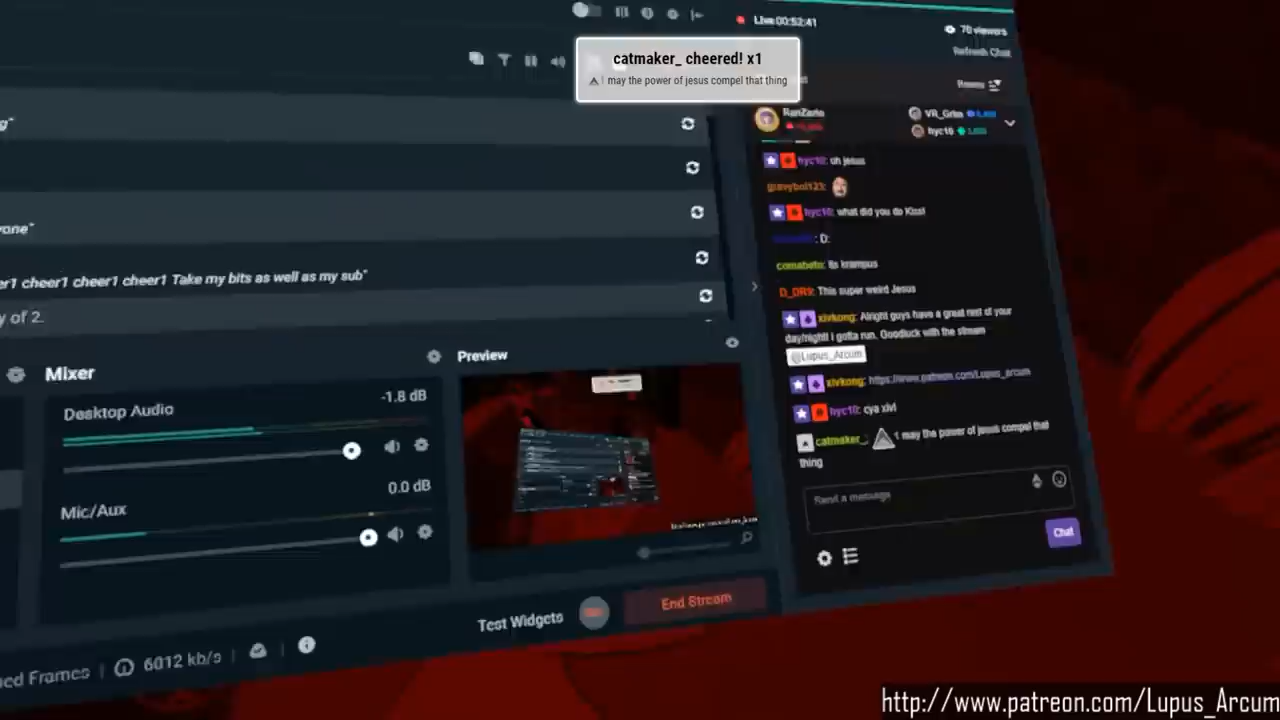 Live 00:52:41
70 viewers
Refresh Chat
catmaker_ cheered! x1
1 may the power of jesus compel that thing
RanZario
VR_Grim
hyc10
hyc10: oh jesus
gravyboi123:
hyc10: what did you do Kiss!
: D:
comabeto: its krampus
D_DR9: This super weird Jesus
xivkong: Alright guys have a great rest of your
day/night! I gotta run. Goodluck with the stream
@Lupus_Arcum
xivkong: https://www.patreon.com/Lupus_Arcum
hyc10: cya xivi
catmaker_: 1 may the power of jesus compel that
thing
Send a message
Chat
yone"
er1 cheer1 cheer1 cheer1 Take my bits as well as my sub"
y of 2.
Mixer
Desktop Audio
-1.8 dB
Mic/Aux
0.0 dB
Preview
Test Widgets
End Stream
Frames
6012 kb/s
http://www.patreon.com/Lupus_Arcum